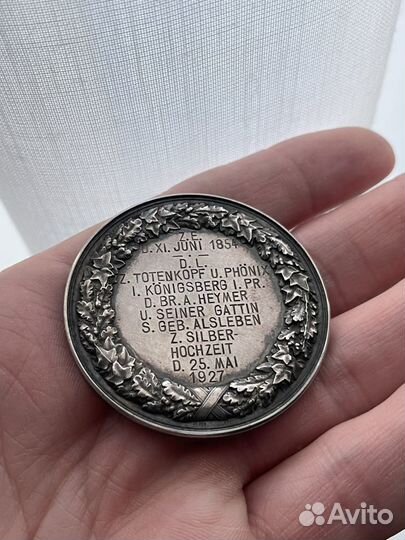 Z.E.
D. XI. JUNI 1854
D.L.
Z. TOTENKOPF U. PHÖNIX
I. KÖNIGSBERG I. PR.
D. BR. A. HEYMER
U. SEINER GATTIN
S. GEB. ALSLEBEN
Z. SILBER-
HOCHZEIT
D. 25. MAI
1927
Avito